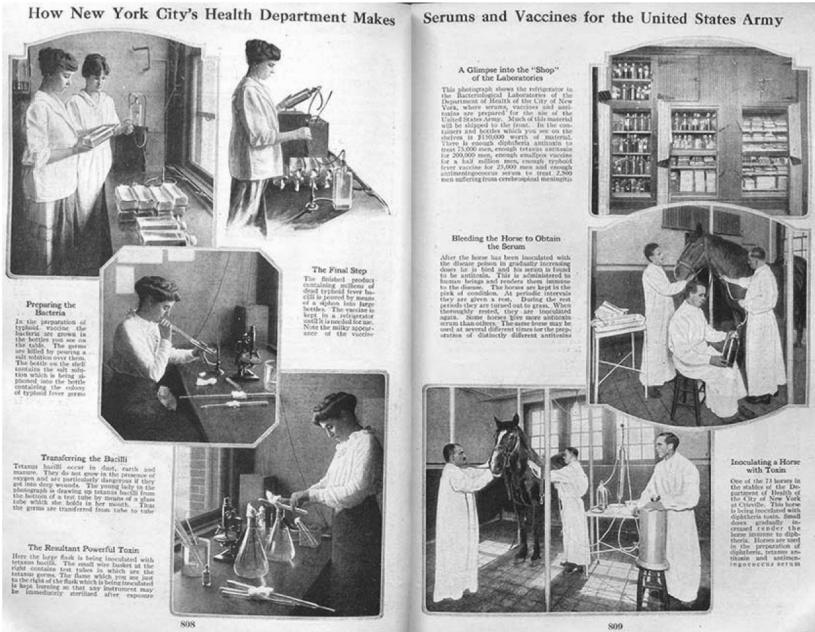 How New York City's Health Department Makes
Serums and Vaccines for the United States Army
The Final Step
The finished product
containing millions of
dead typhoid fever ba-
cilli is poured by means
of a siphon into large
bottles. The vaccine is
kept in a refrigerator
until it is needed for use.
Note the milky appear-
ance of the vaccine
Preparing the
Bacteria
In the preparation of
typhoid vaccine the
bacteria are grown in
the bottles you see on
the table. The germs
are killed by pouring a
salt solution over them.
The bottle on the shelf
contains the salt solu-
tion which is being si-
phoned into the bottle
containing the colony
of typhoid fever germs
Transferring the Bacilli
Tetanus bacilli occur in dust, earth and
manure. They do not grow in the presence of
oxygen and are particularly dangerous if they
get into deep wounds. The young lady in the
photograph is drawing up tetanus bacilli from
the bottom of a test tube by means of a glass
tube which she holds in her mouth. Thus
the germs are transferred from tube to tube
The Resultant Powerful Toxin
Here the large flask is being inoculated with
tetanus bacilli. The small wire basket at the
right contains test tubes in which are the
tetanus germs. The flame which you see just
to the right of the flask which is being inoculated
is kept burning so that any instrument may
be immediately sterilized after exposure
808
A Glimpse into the "Shop"
of the Laboratories
This photograph shows the refrigerator in
the Bacteriological Laboratories of the
Department of Health of the City of New
York, where serums, vaccines and anti-
toxins are prepared for the use of the
United States Army. Much of this material
will be shipped to the front. In the con-
tainers and bottles which you see on the
shelves is $150,000 worth of material.
There is enough diphtheria antitoxin to
treat 75,000 men, enough tetanus antitoxin
for 200,000 men, enough smallpox vaccine
for a half million men, enough typhoid
fever vaccine for 25,000 men and enough
antimeningococcus serum to treat 2,500
men suffering from cerebrospinal meningitis
Bleeding the Horse to Obtain
the Serum
After the horse has been inoculated with
the disease poison in gradually increasing
doses he is bled and his serum is found
to be antitoxin. This is administered to
human beings and renders them immune
to the disease. The horses are kept in the
pink of condition. At periodic intervals
they are given a rest. During the rest
periods they are turned out to grass. When
thoroughly rested, they are inoculated
again. Some horses give more antitoxin
serum than others. The same horse may be
used at several different times for the prep-
aration of distinctly different antitoxins
Inoculating a Horse
with Toxin
One of the 73 horses in
the stables of the De-
partment of Health of
the City of New York
at Otisville. This horse
is being inoculated with
diphtheria toxin. Small
doses gradually in-
creased render the
horse immune to diph-
theria. Horses are used
in the preparation of
diphtheria, tetanus an-
titoxin and antimen-
ingococcus serum
809